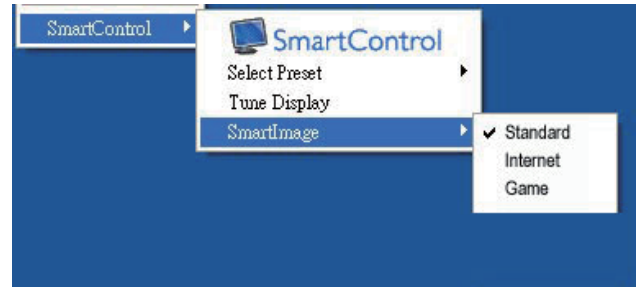 SmartControl
SmartControl
Select Preset
Tune Display
SmartImage
Standard
Internet
Game